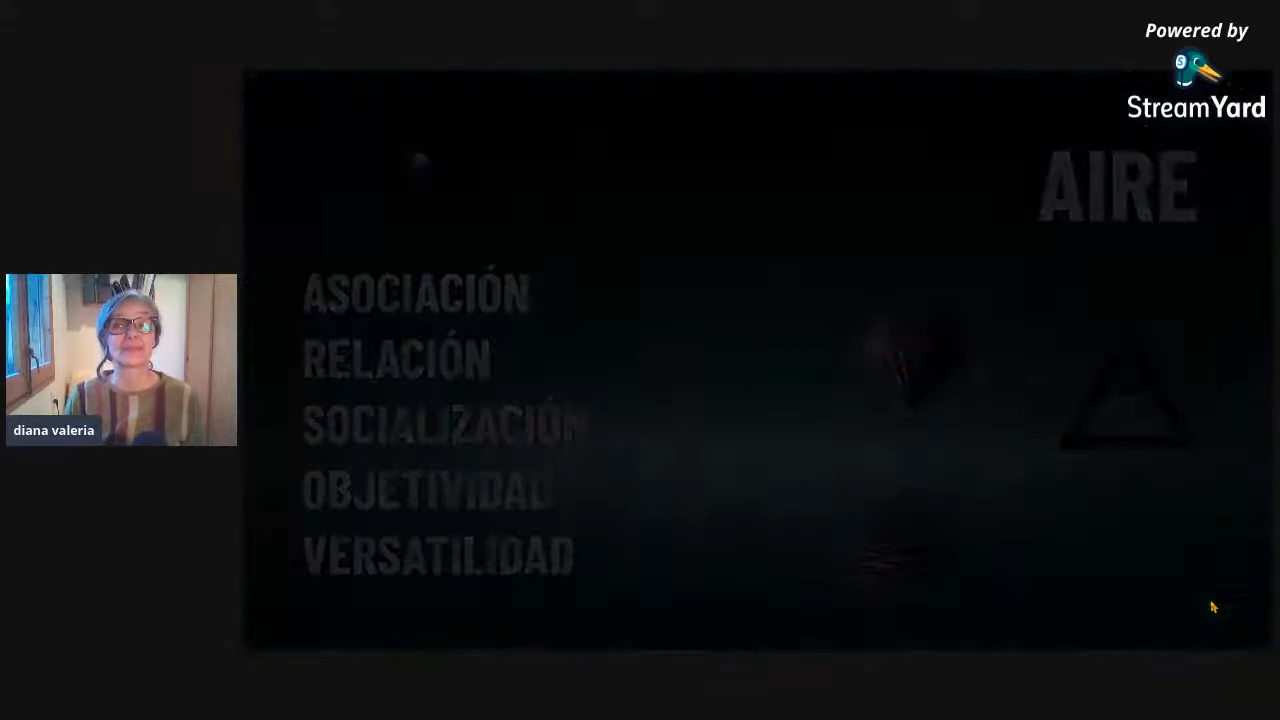 Powered by
StreamYard
AIRE
ASOCIACIÓN
RELACIÓN
SOCIALIZACIÓN
OBJETIVIDAD
VERSATILIDAD
diana valeria